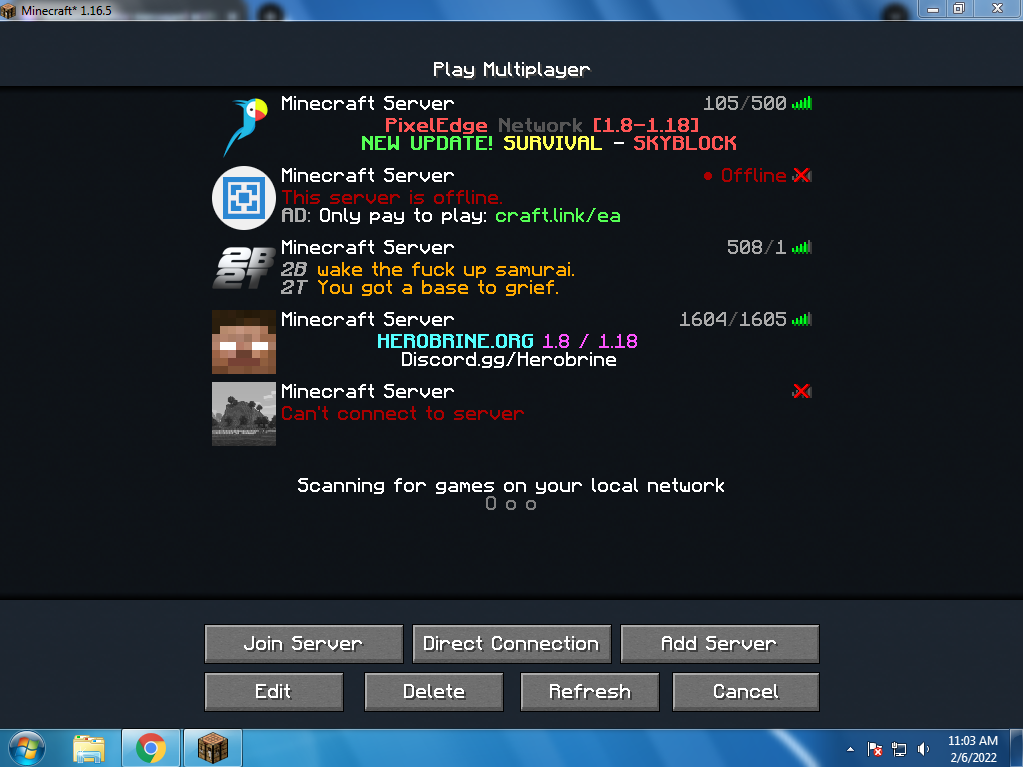 Minecraft* 1.16.5
Play Multiplayer
Minecraft Server 105/500
PixelEdge Network [1.8-1.18]
NEW UPDATE! SURVIVAL - SKYBLOCK
Minecraft Server • Offline
This server is offline.
AD: Only pay to play: craft.link/ea
Minecraft Server 508/1
2B wake the fuck up samurai.
2T You got a base to grief.
2B
2T
Minecraft Server 1604/1605
HEROBRINE.ORG 1.8 / 1.18
Discord.gg/Herobrine
Minecraft Server
Can't connect to server
Scanning for games on your local network
O o o
Join Server Direct Connection Add Server
Edit Delete Refresh Cancel
11:03 AM
2/6/2022